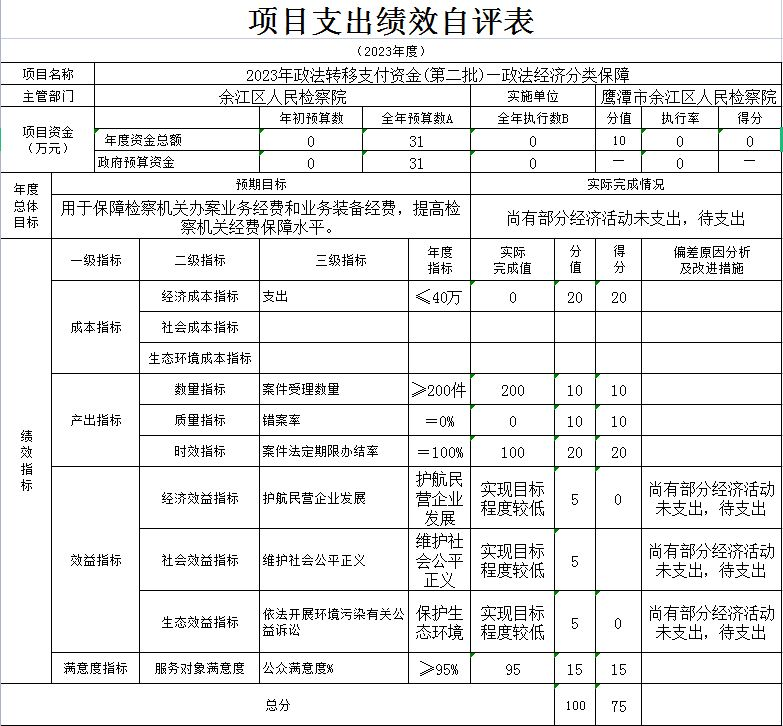 项目支出绩效自评表
（2023年度）
项目名称 2023年政法转移支付资金(第二批)—政法经济分类保障
主管部门 余江区人民检察院 实施单位 鹰潭市余江区人民检察院
项目资金
（万元）
年初预算数 全年预算数A 全年执行数B 分值 执行率 得分
年度资金总额 0 31 0 10 0 0
政府预算资金 0 31 0 — 0 —
年度
总体
目标
预期目标 实际完成情况
用于保障检察机关办案业务经费和业务装备经费，提高检
察机关经费保障水平。
尚有部分经济活动未支出，待支出
绩
效
指
标
一级指标 二级指标 三级指标
年度
指标
实际
完成值
分
值
得
分
偏差原因分析
及改进措施
成本指标
经济成本指标 支出 ≤40万 0 20 20
社会成本指标
生态环境成本指标
产出指标
数量指标 案件受理数量 ≥200件 200 10 10
质量指标 错案率 =0% 0 10 10
时效指标 案件法定期限办结率 =100% 100 20 20
效益指标
经济效益指标 护航民营企业发展
护航民
营企业
发展
实现目标
程度较低
5 0
尚有部分经济活动
未支出，待支出
社会效益指标 维护社会公平正义
维护社
会公平
正义
实现目标
程度较低
5
尚有部分经济活动
未支出，待支出
生态效益指标
依法开展环境污染有关公
益诉讼
保护生
态环境
实现目标
程度较低
5 0
尚有部分经济活动
未支出，待支出
满意度指标 服务对象满意度 公众满意度% ≥95% 95 15 15
总分 100 75